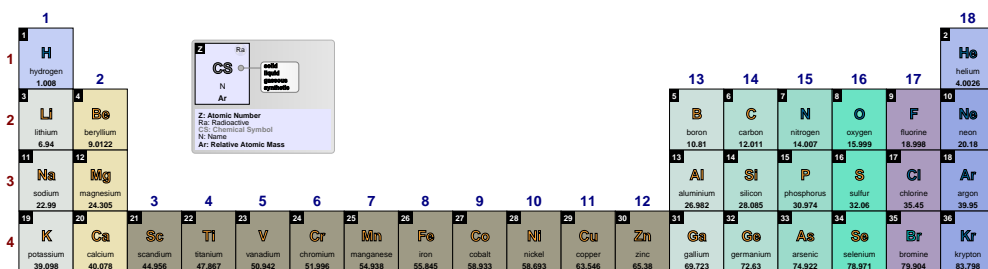 1 18
1 2
H He
hydrogen helium
1.008 4.0026
Z Ra
CS
N
Ar
solid
liquid
gaseous
synthetic
Z: Atomic Number
Ra: Radioactive
CS: Chemical Symbol
N: Name
Ar: Relative Atomic Mass
1
2 13 14 15 16 17
3 4 5 6 7 8 9 10
Li Be B C N O F Ne
lithium beryllium boron carbon nitrogen oxygen fluorine neon
6.94 9.0122 10.81 12.011 14.007 15.999 18.998 20.18
2
11 12 13 14 15 16 17 18
Na Mg Al Si P S Cl Ar
sodium magnesium aluminium silicon phosphorus sulfur chlorine argon
22.99 24.305 26.982 28.085 30.974 32.06 35.45 39.95
3
3 4 5 6 7 8 9 10 11 12
19 20 21 22 23 24 25 26 27 28 29 30 31 32 33 34 35 36
K Ca Sc Ti V Cr Mn Fe Co Ni Cu Zn Ga Ge As Se Br Kr
potassium calcium scandium titanium vanadium chromium manganese iron cobalt nickel copper zinc gallium germanium arsenic selenium bromine krypton
39.098 40.078 44.956 47.867 50.942 51.996 54.938 55.845 58.933 58.693 63.546 65.38 69.723 72.63 74.922 78.971 79.904 83.798
4